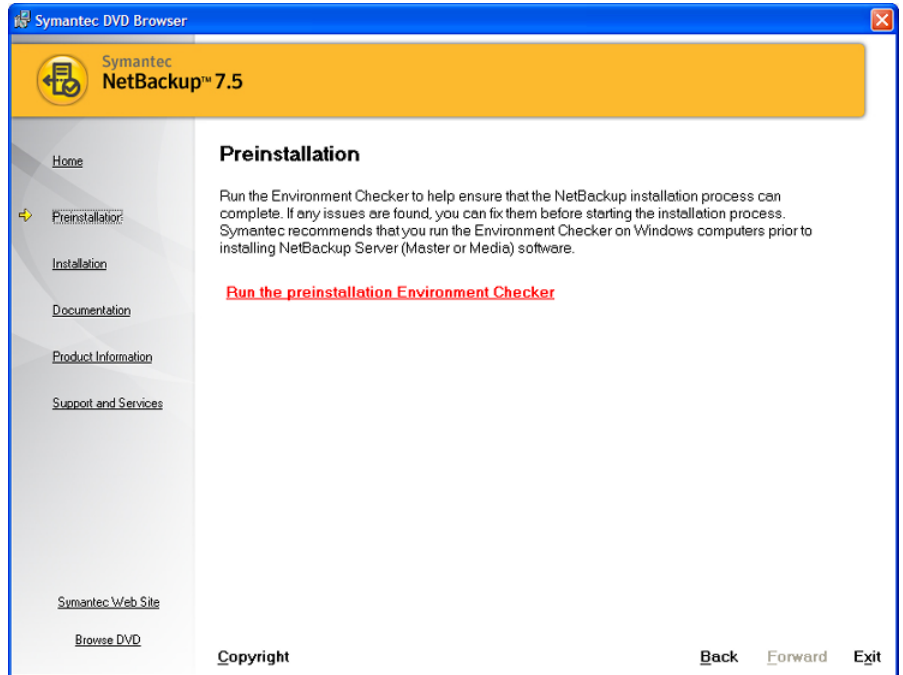 Symantec DVD Browser
Symantec
NetBackup™ 7.5
Home
Preinstallation
Installation
Documentation
Product Information
Support and Services
Symantec Web Site
Browse DVD
Preinstallation
Run the Environment Checker to help ensure that the NetBackup installation process can
complete. If any issues are found, you can fix them before starting the installation process.
Symantec recommends that you run the Environment Checker on Windows computers prior to
installing NetBackup Server (Master or Media) software.
Run the preinstallation Environment Checker
Copyright
Back
Forward
Exit